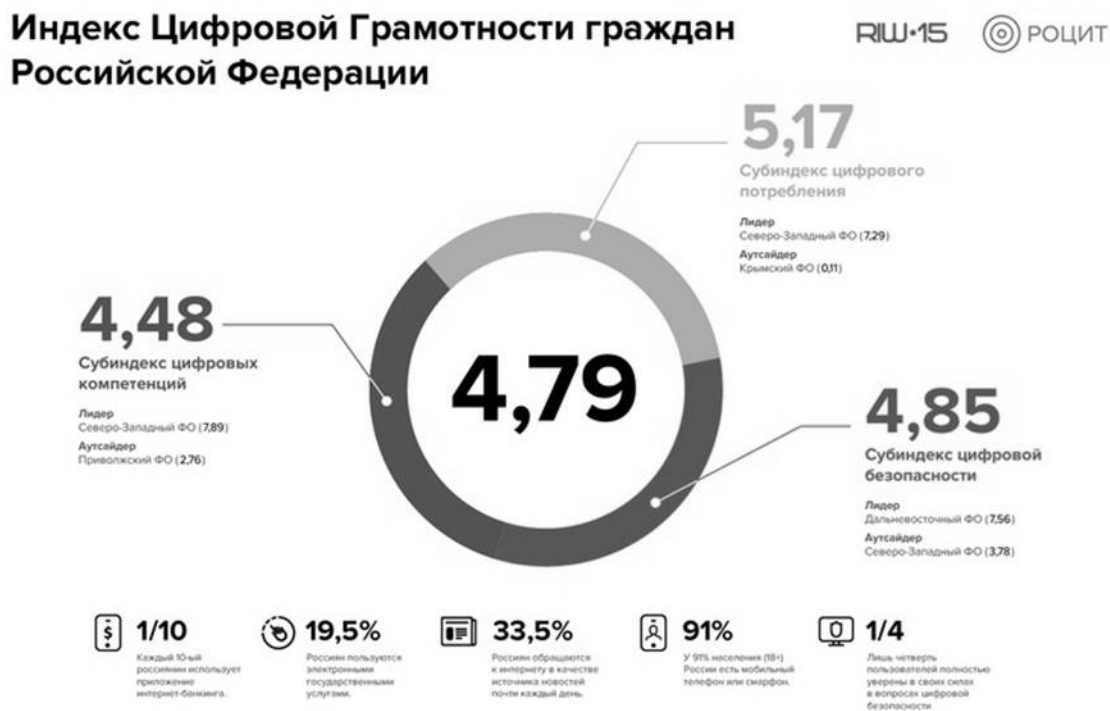 Индекс Цифровой Грамотности граждан
Российской Федерации
RIW•15
РОЦИТ
5,17
Субиндекс цифрового
потребления
Лидер
Северо-Западный ФО (7,29)
Аутсайдер
Крымский ФО (0,11)
4,48
Субиндекс цифровых
компетенций
Лидер
Северо-Западный ФО (7,89)
Аутсайдер
Приволжский ФО (2,76)
4,79
4,85
Субиндекс цифровой
безопасности
Лидер
Дальневосточный ФО (7,56)
Аутсайдер
Северо-Западный ФО (3,78)
$
1/10
Каждый 10-ый
россиянин использует
приложение
интернет-банкинга.
19,5%
Россиян пользуются
электронными
государственными
услугами.
33,5%
Россиян обращаются
к интернету в качестве
источника новостей
почти каждый день.
91%
У 91% населения (18+)
России есть мобильный
телефон или смарфон.
1/4
Лишь четверть
пользователей полностью
уверены в своих силах
в вопросах цифровой
безопасности